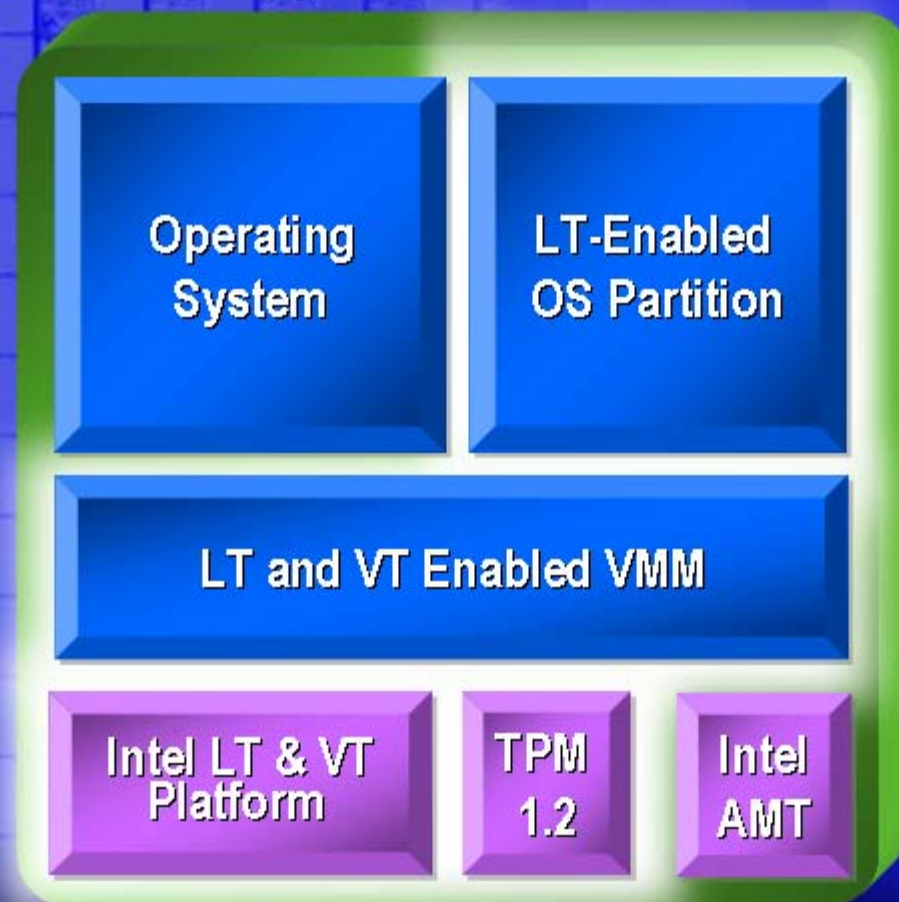 Operating
System
LT-Enabled
OS Partition
LT and VT Enabled VMM
Intel LT & VT
Platform
TPM
1.2
Intel
AMT